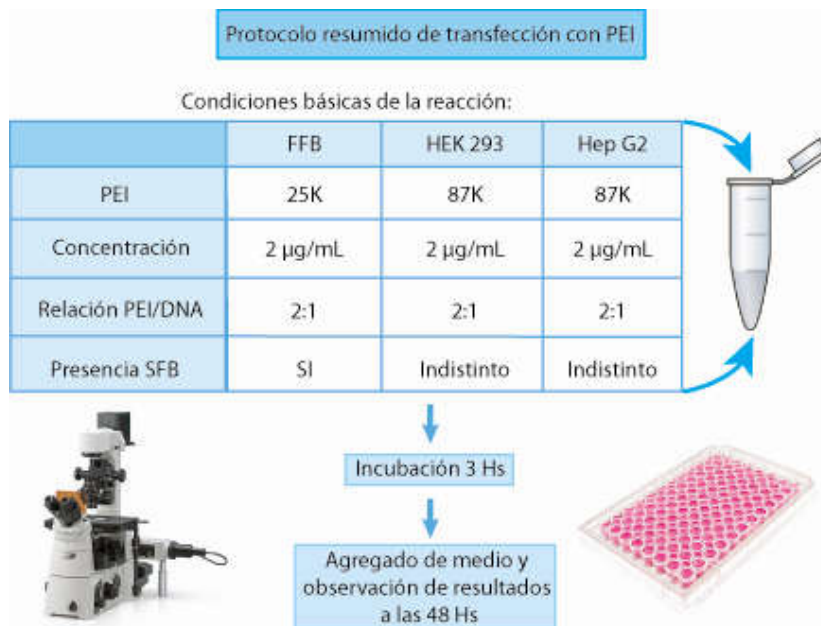 Protocolo resumido de transfección con PEI
Condiciones básicas de la reacción:
FFB HEK 293 Hep G2
PEI 25K 87K 87K
Concentración 2 µg/mL 2 µg/mL 2 µg/mL
Relación PEI/DNA 2:1 2:1 2:1
Presencia SFB SI Indistinto Indistinto
Incubación 3 Hs
Agregado de medio y
observación de resultados
a las 48 Hs